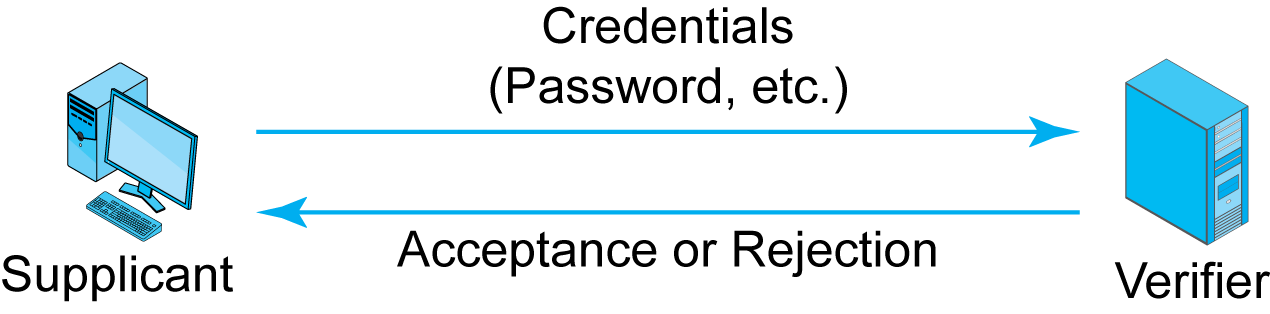 Credentials
(Password, etc.)
Acceptance or Rejection
Supplicant
Verifier